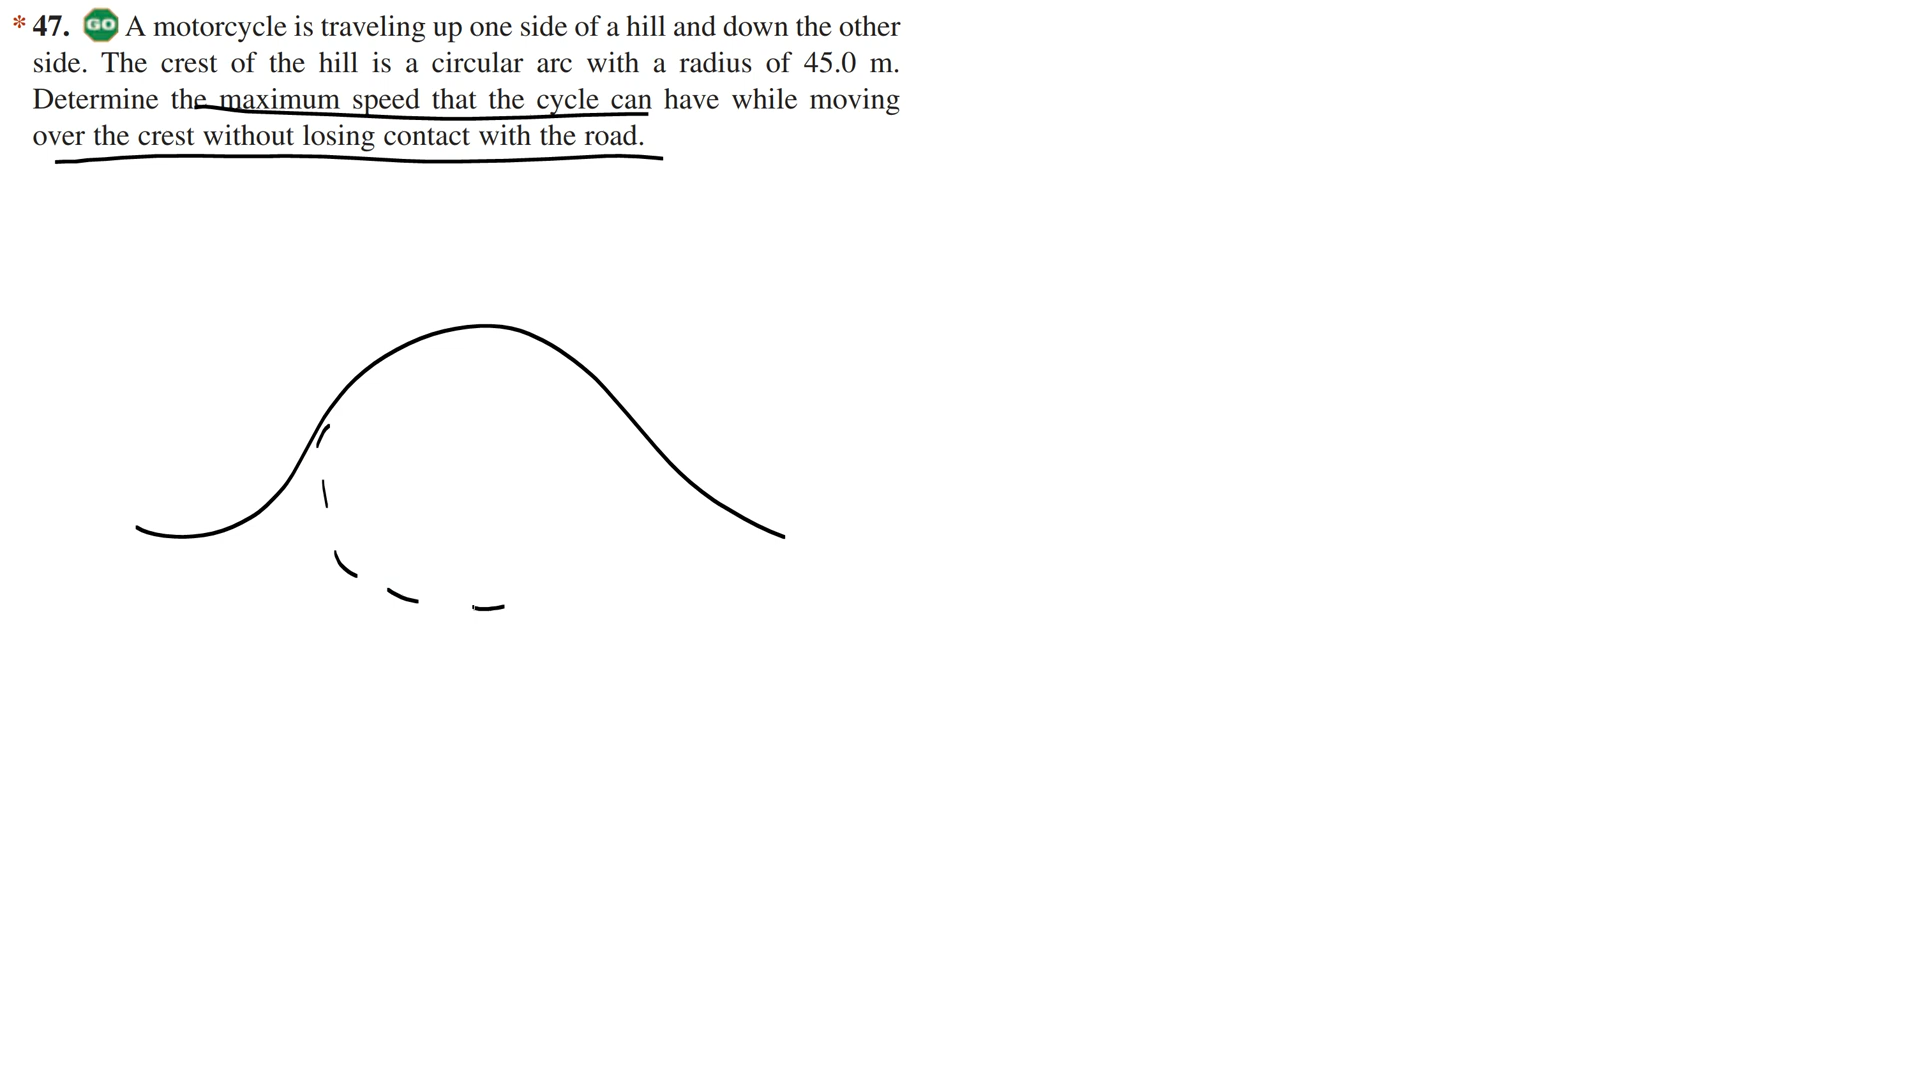 * 47. GO A motorcycle is traveling up one side of a hill and down the other
side. The crest of the hill is a circular arc with a radius of 45.0 m.
Determine the maximum speed that the cycle can have while moving
over the crest without losing contact with the road.